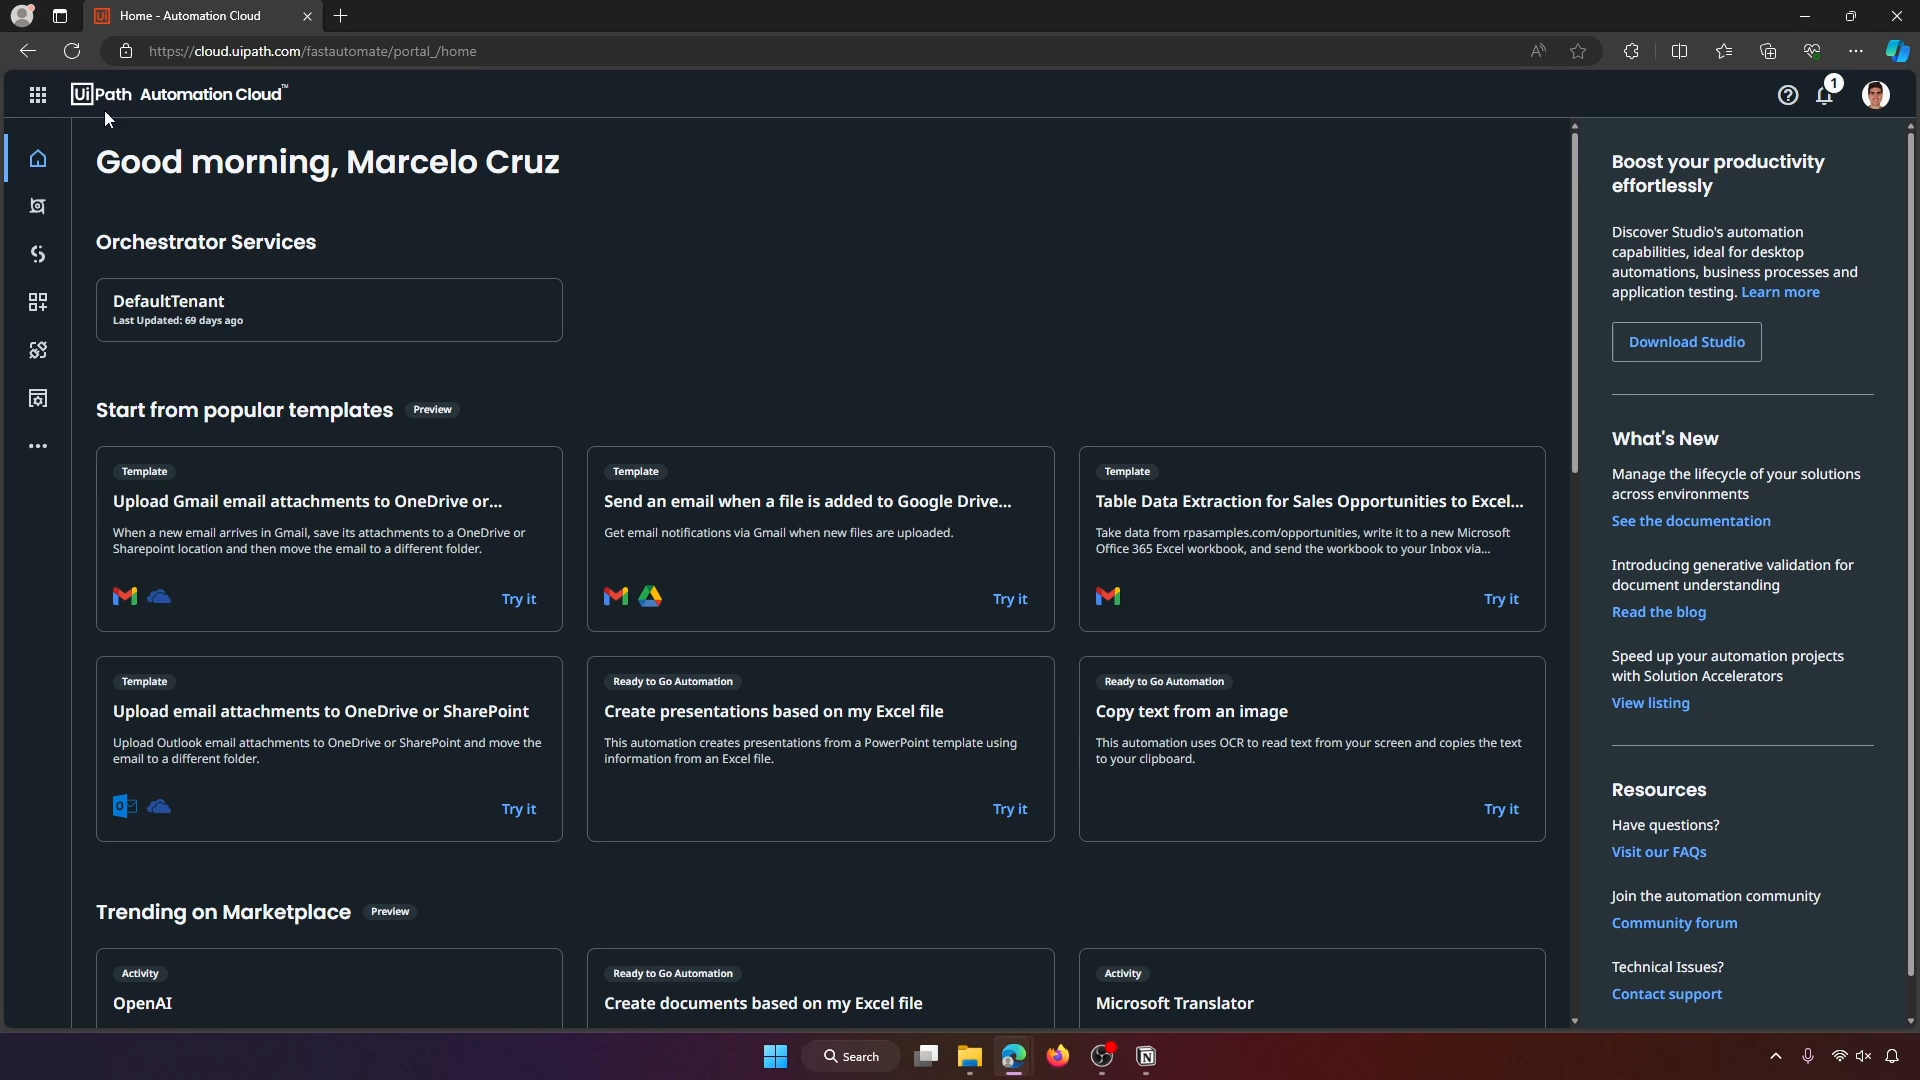 Home - Automation Cloud
https://cloud.uipath.com/fastautomate/portal_/home
UiPath Automation Cloud™
1
Good morning, Marcelo Cruz
Orchestrator Services
DefaultTenant
Last Updated: 69 days ago
Start from popular templates Preview
Template
Upload Gmail email attachments to OneDrive or...
When a new email arrives in Gmail, save its attachments to a OneDrive or
Sharepoint location and then move the email to a different folder.
Try it
Template
Send an email when a file is added to Google Drive...
Get email notifications via Gmail when new files are uploaded.
Try it
Template
Table Data Extraction for Sales Opportunities to Excel...
Take data from rpasamples.com/opportunities, write it to a new Microsoft
Office 365 Excel workbook, and send the workbook to your Inbox via...
Try it
Template
Upload email attachments to OneDrive or SharePoint
Upload Outlook email attachments to OneDrive or SharePoint and move the
email to a different folder.
Try it
Ready to Go Automation
Create presentations based on my Excel file
This automation creates presentations from a PowerPoint template using
information from an Excel file.
Try it
Ready to Go Automation
Copy text from an image
This automation uses OCR to read text from your screen and copies the text
to your clipboard.
Try it
Trending on Marketplace Preview
Activity
OpenAI
Ready to Go Automation
Create documents based on my Excel file
Activity
Microsoft Translator
Boost your productivity
effortlessly
Discover Studio's automation
capabilities, ideal for desktop
automations, business processes and
application testing. Learn more
Download Studio
What's New
Manage the lifecycle of your solutions
across environments
See the documentation
Introducing generative validation for
document understanding
Read the blog
Speed up your automation projects
with Solution Accelerators
View listing
Resources
Have questions?
Visit our FAQs
Join the automation community
Community forum
Technical Issues?
Contact support
Search